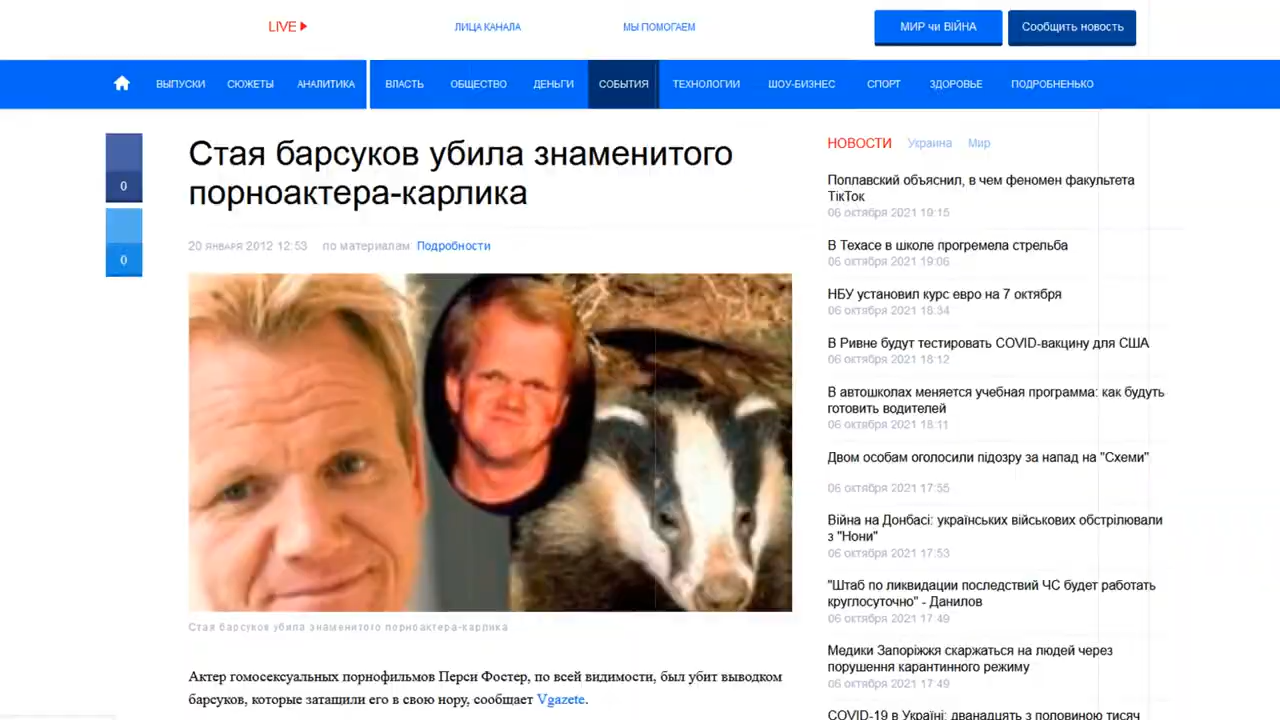 LIVE
ЛИЦА КАНАЛА
МЫ ПОМОГАЕМ
МИР чи ВІЙНА
Сообщить новость
ВЫПУСКИ
СЮЖЕТЫ
АНАЛИТИКА
ВЛАСТЬ
ОБЩЕСТВО
ДЕНЬГИ
СОБЫТИЯ
ТЕХНОЛОГИИ
ШОУ-БИЗНЕС
СПОРТ
ЗДОРОВЬЕ
ПОДРОБНЕНЬКО
0
0
Стая барсуков убила знаменитого
порноактера-карлика
20 ЯНВАРЯ 2012 12:53 по материалам Подробности
Стая барсуков убила знаменитого порноактера-карлика
Актер гомосексуальных порнофильмов Перси Фостер, по всей видимости, был убит выводком
барсуков, которые затащили его в свою нору, сообщает Vgazete.
НОВОСТИ Украина Мир
Поплавский объяснил, в чем феномен факультета
ТікТок
06 октября 2021 19:15
В Техасе в школе прогремела стрельба
06 октября 2021 19:06
НБУ установил курс евро на 7 октября
06 октября 2021 18:34
В Ривне будут тестировать COVID-вакцину для США
06 октября 2021 18:12
В автошколах меняется учебная программа: как будуть
готовить водителей
06 октября 2021 18:11
Двом особам оголосили підозру за напад на "Схеми"
06 октября 2021 17:55
Війна на Донбасі: українських військових обстрілювали
з "Нони"
06 октября 2021 17:53
"Штаб по ликвидации последствий ЧС будет работать
круглосуточно" - Данилов
06 октября 2021 17:49
Медики Запоріжжя скаржаться на людей через
порушення карантинного режиму
06 октября 2021 17:49
COVID-19 в Україні: дванадцять з половиною тисяч